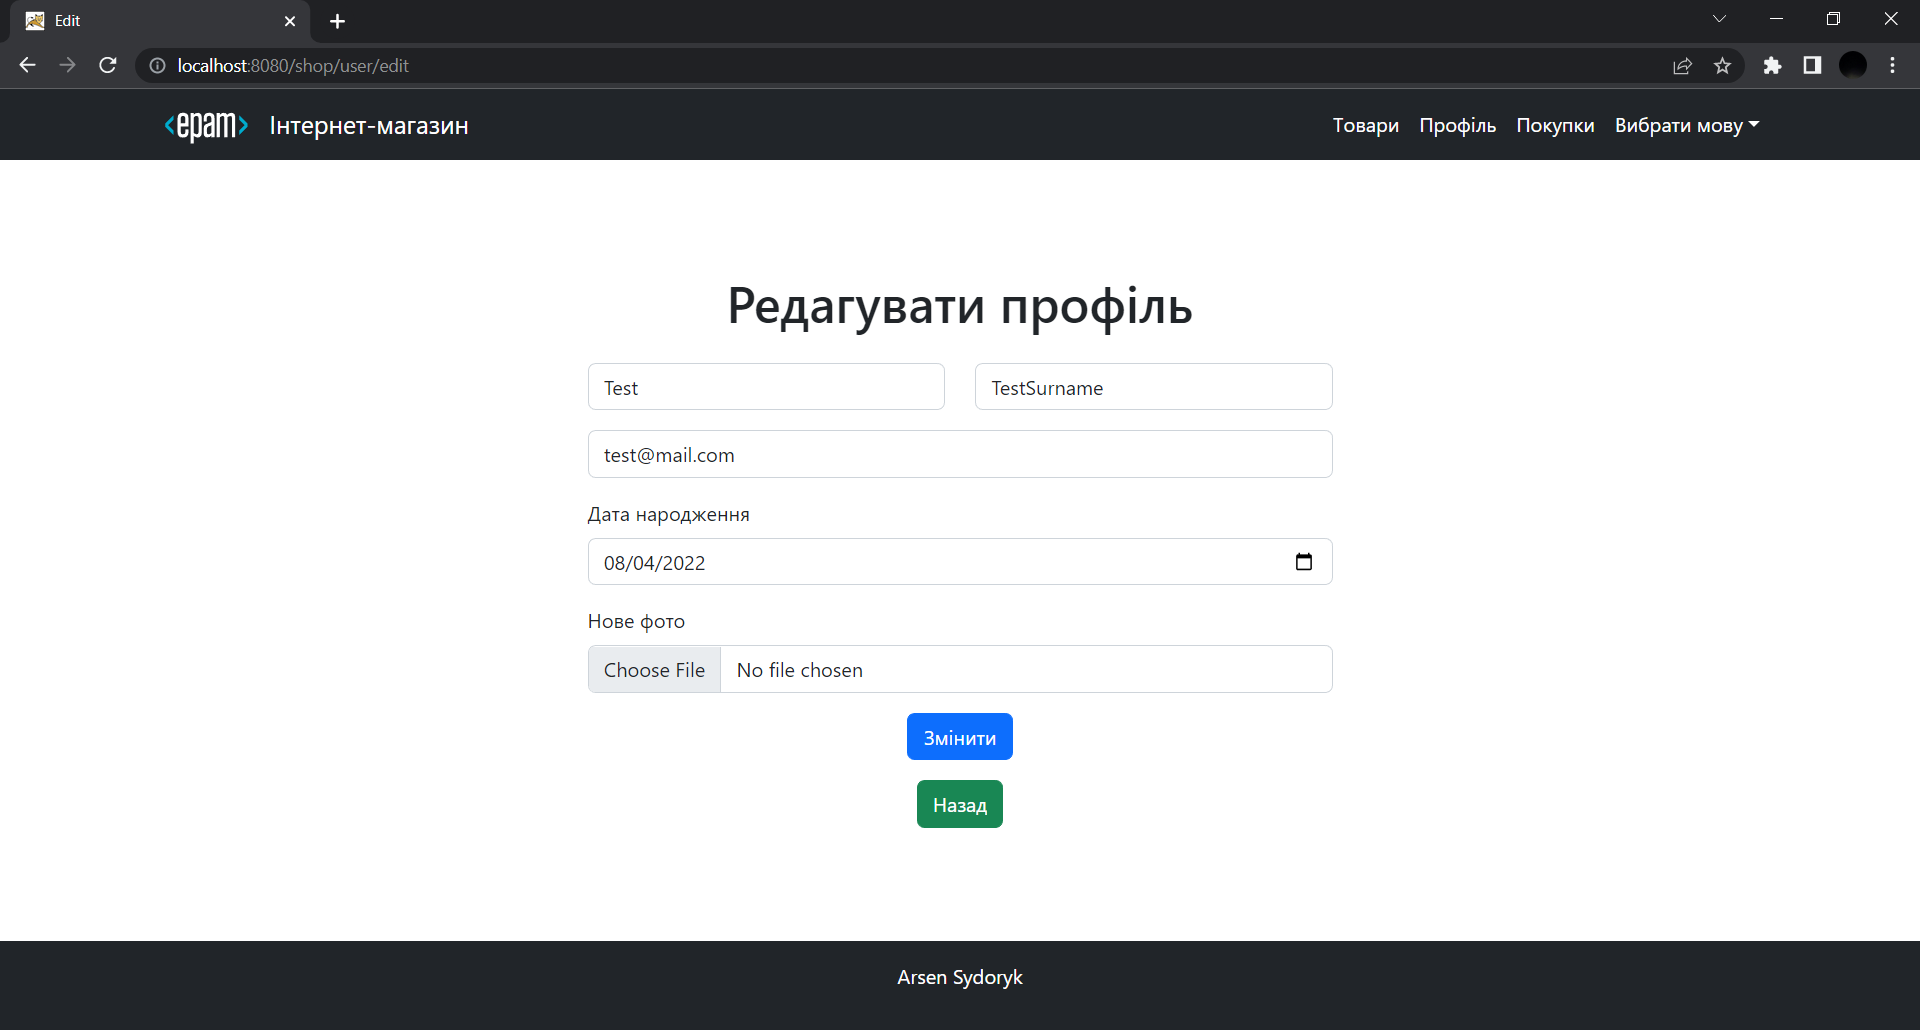 Edit
localhost:8080/shop/user/edit
<epam> Інтернет-магазин Товари Профіль Покупки Вибрати мову
Редагувати профіль
Test TestSurname
test@mail.com
Дата народження
08/04/2022
Нове фото
Choose File No file chosen
Змінити
Назад
Arsen Sydoryk